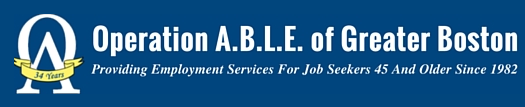 34 Years
Operation A.B.L.E. of Greater Boston
Providing Employment Services For Job Seekers 45 And Older Since 1982